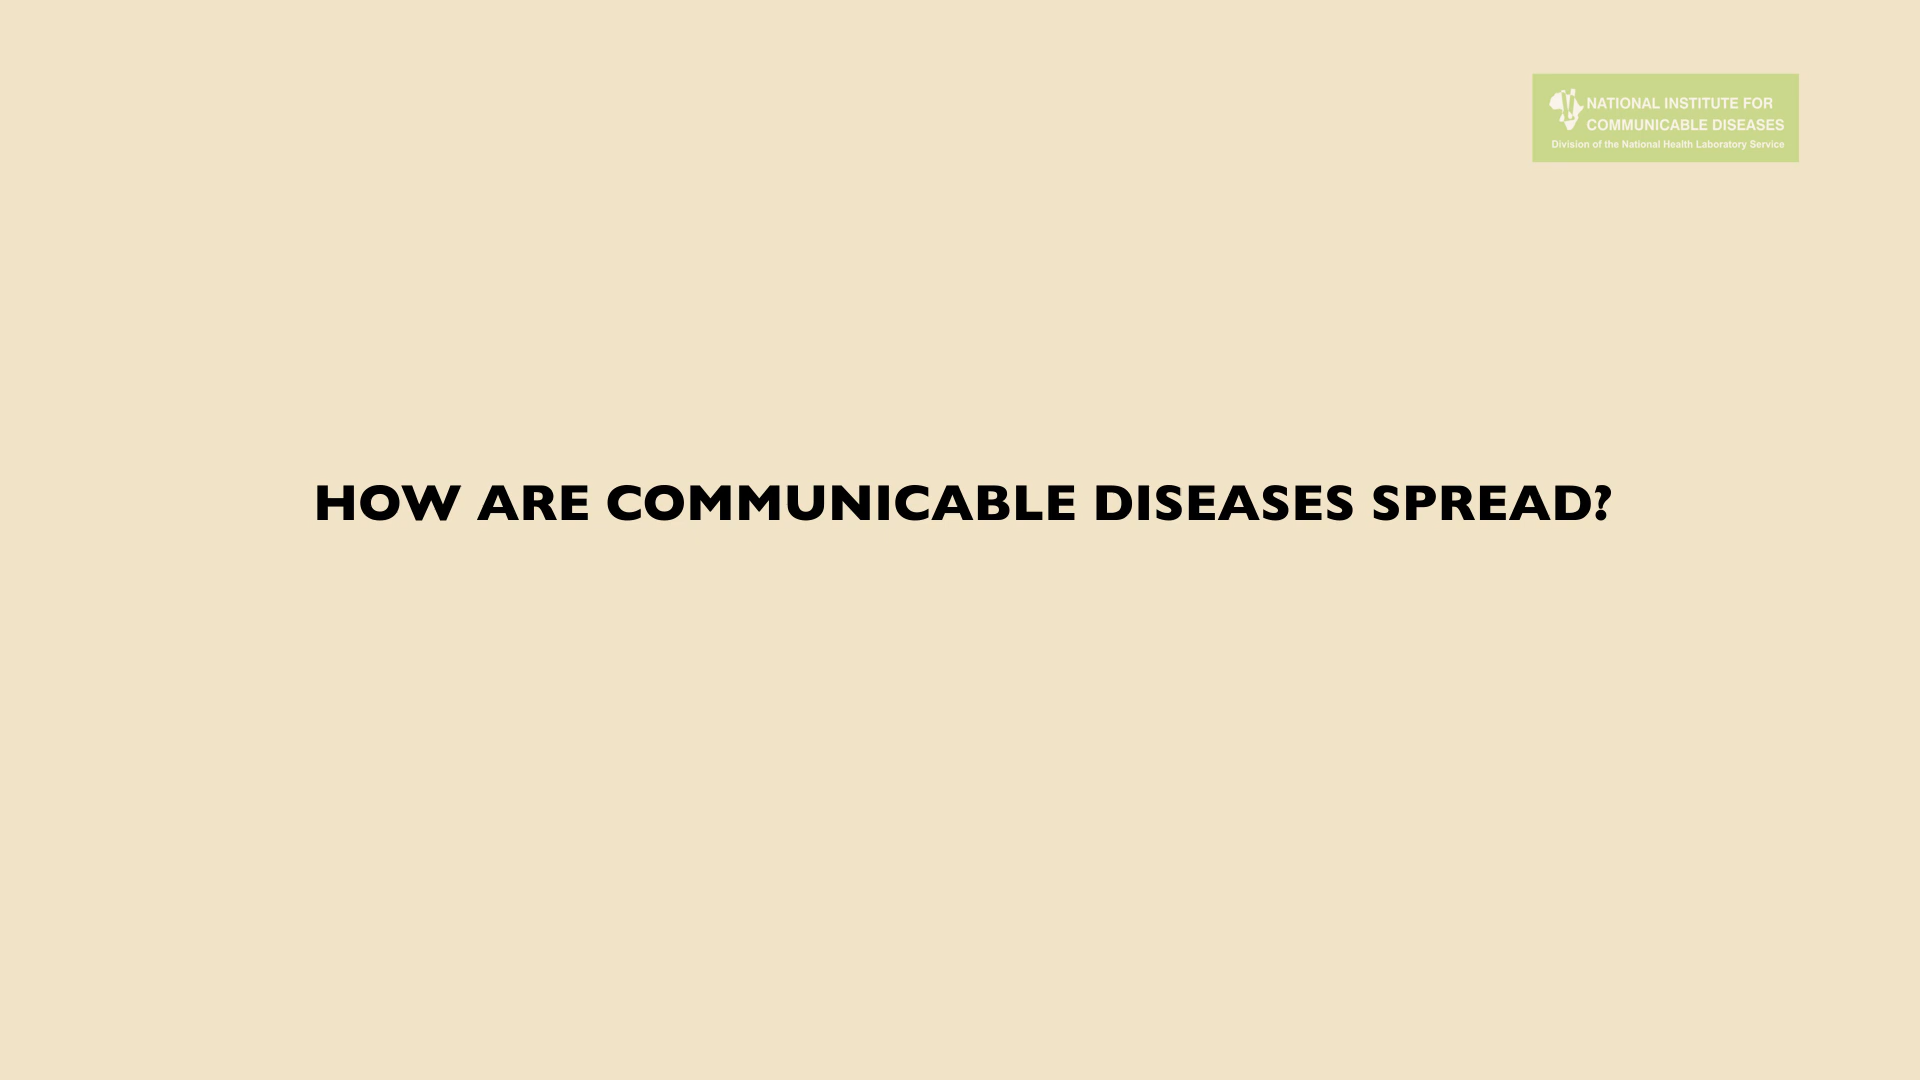 NATIONAL INSTITUTE FOR
COMMUNICABLE DISEASES
Division of the National Health Laboratory Service
HOW ARE COMMUNICABLE DISEASES SPREAD?